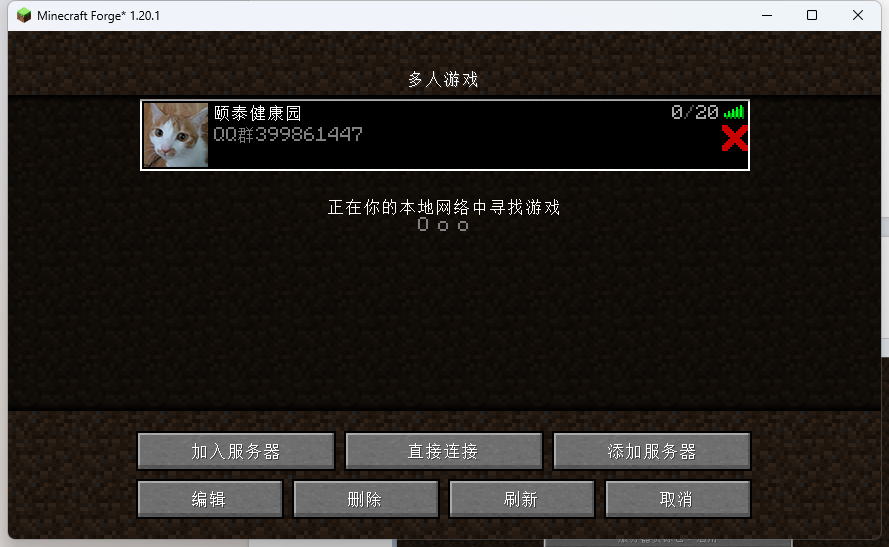 Minecraft Forge* 1.20.1
多人游戏
颐泰健康园 0/20
QQ群399861447
正在你的本地网络中寻找游戏
O o o
加入服务器 直接连接 添加服务器
编辑 删除 刷新 取消